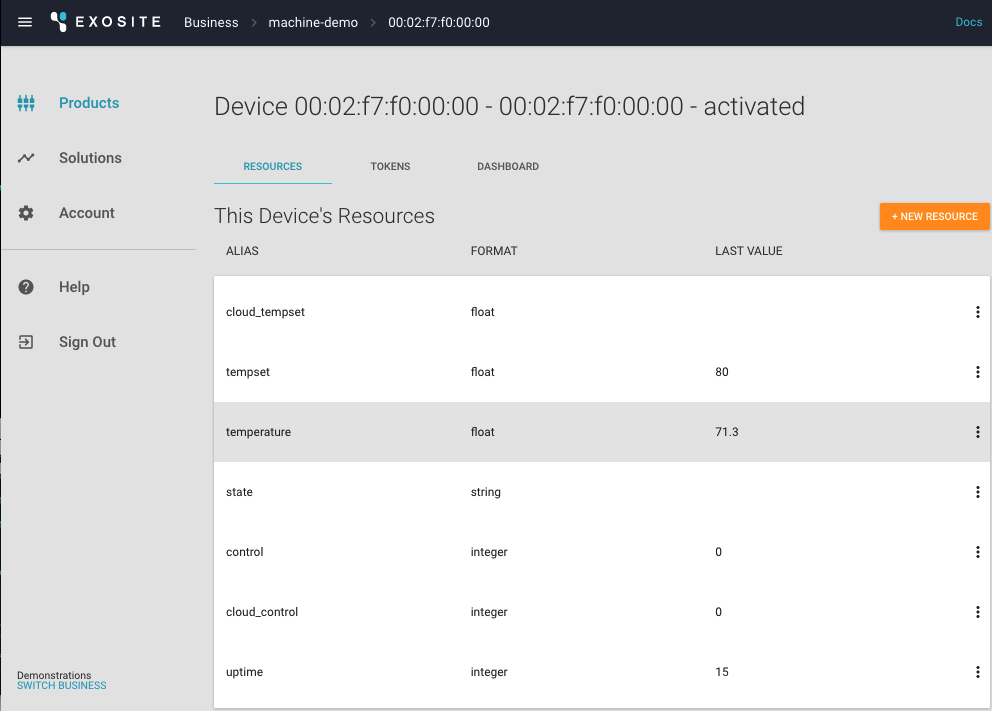 EXOSITE Business machine-demo 00:02:f7:f0:00:00 Docs
Products
Solutions
Account
Help
Sign Out
Demonstrations
SWITCH BUSINESS
Device 00:02:f7:f0:00:00 - 00:02:f7:f0:00:00 - activated
RESOURCES TOKENS DASHBOARD
This Device's Resources
+ NEW RESOURCE
ALIAS FORMAT LAST VALUE
cloud_tempset float
tempset float 80
temperature float 71.3
state string
control integer 0
cloud_control integer 0
uptime integer 15